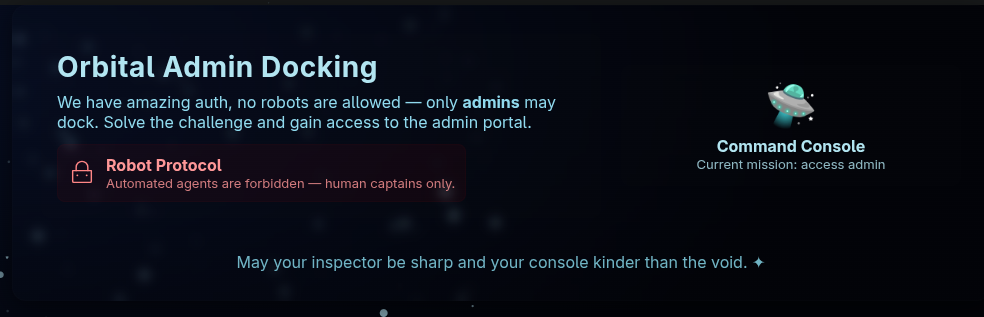 Orbital Admin Docking
We have amazing auth, no robots are allowed — only admins may
dock. Solve the challenge and gain access to the admin portal.
Robot Protocol
Automated agents are forbidden — human captains only.
Command Console
Current mission: access admin
May your inspector be sharp and your console kinder than the void. ✦